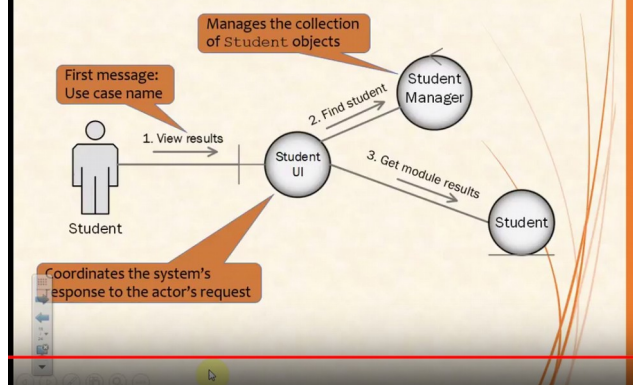 Manages the collection
of Student objects
First message:
Use case name
Student
Manager
2. Find student
1. View results
Student
UI
3. Get module results
Student
Student
Coordinates the system's
response to the actor's request